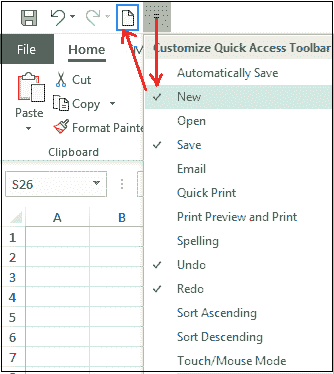 Customize Quick Access Toolbar
File Home
Automatically Save
New
Open
Save
Email
Quick Print
Print Preview and Print
Spelling
Undo
Redo
Sort Ascending
Sort Descending
Touch/Mouse Mode
Paste
Cut
Copy
Format Painte
Clipboard
S26
A B
1
2
3
4
5
6
7